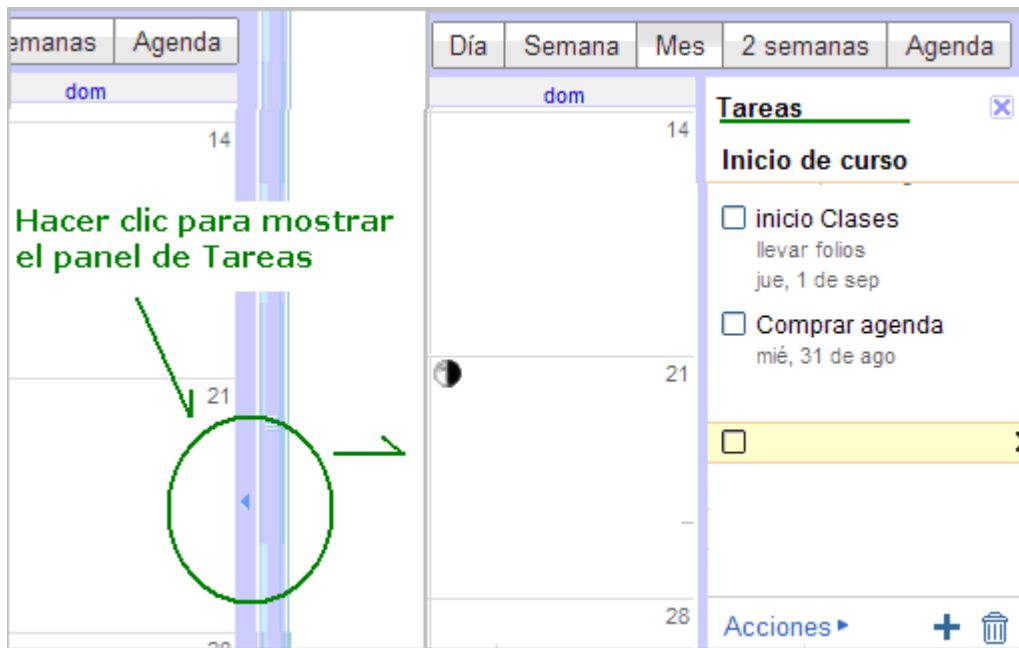 emanas Agenda
dom
14
Hacer clic para mostrar
el panel de Tareas
21
28
Día Semana Mes 2 semanas Agenda
dom
14
21
28
Tareas
Inicio de curso
inicio Clases
llevar folios
jue, 1 de sep
Comprar agenda
mié, 31 de ago
Acciones